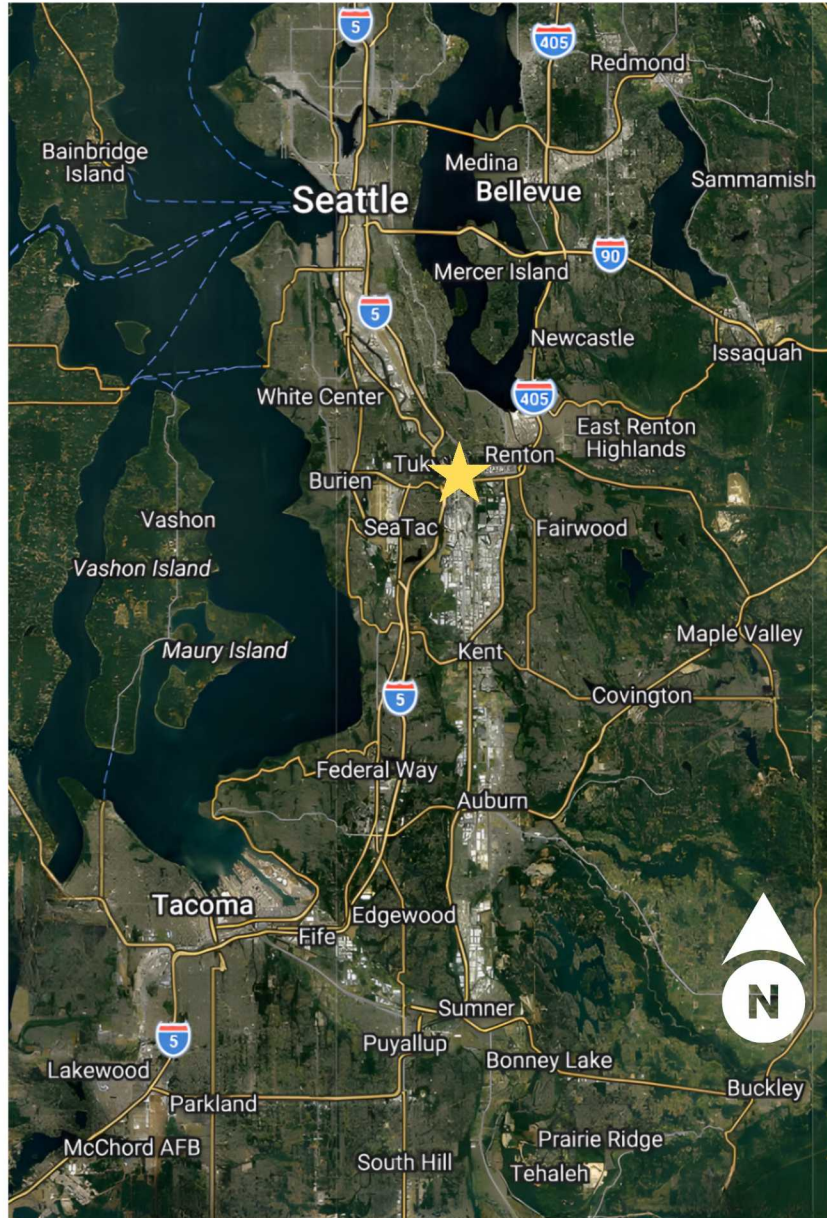 5
405
Redmond
Bainbridge
Island
Medina
Sammamish
Seattle
Bellevue
90
Mercer Island
5
Newcastle
Issaquah
White Center
405
East Renton
Highlands
Renton
Tuk
Burien
Vashon
SeaTac
Fairwood
Vashon Island
Maury Island
Maple Valley
Kent
Covington
5
Federal Way
Auburn
Tacoma
Edgewood
Fife
N
Sumner
5
Puyallup
Bonney Lake
Lakewood
Buckley
Parkland
McChord AFB
Prairie Ridge
South Hill
Tehaleh